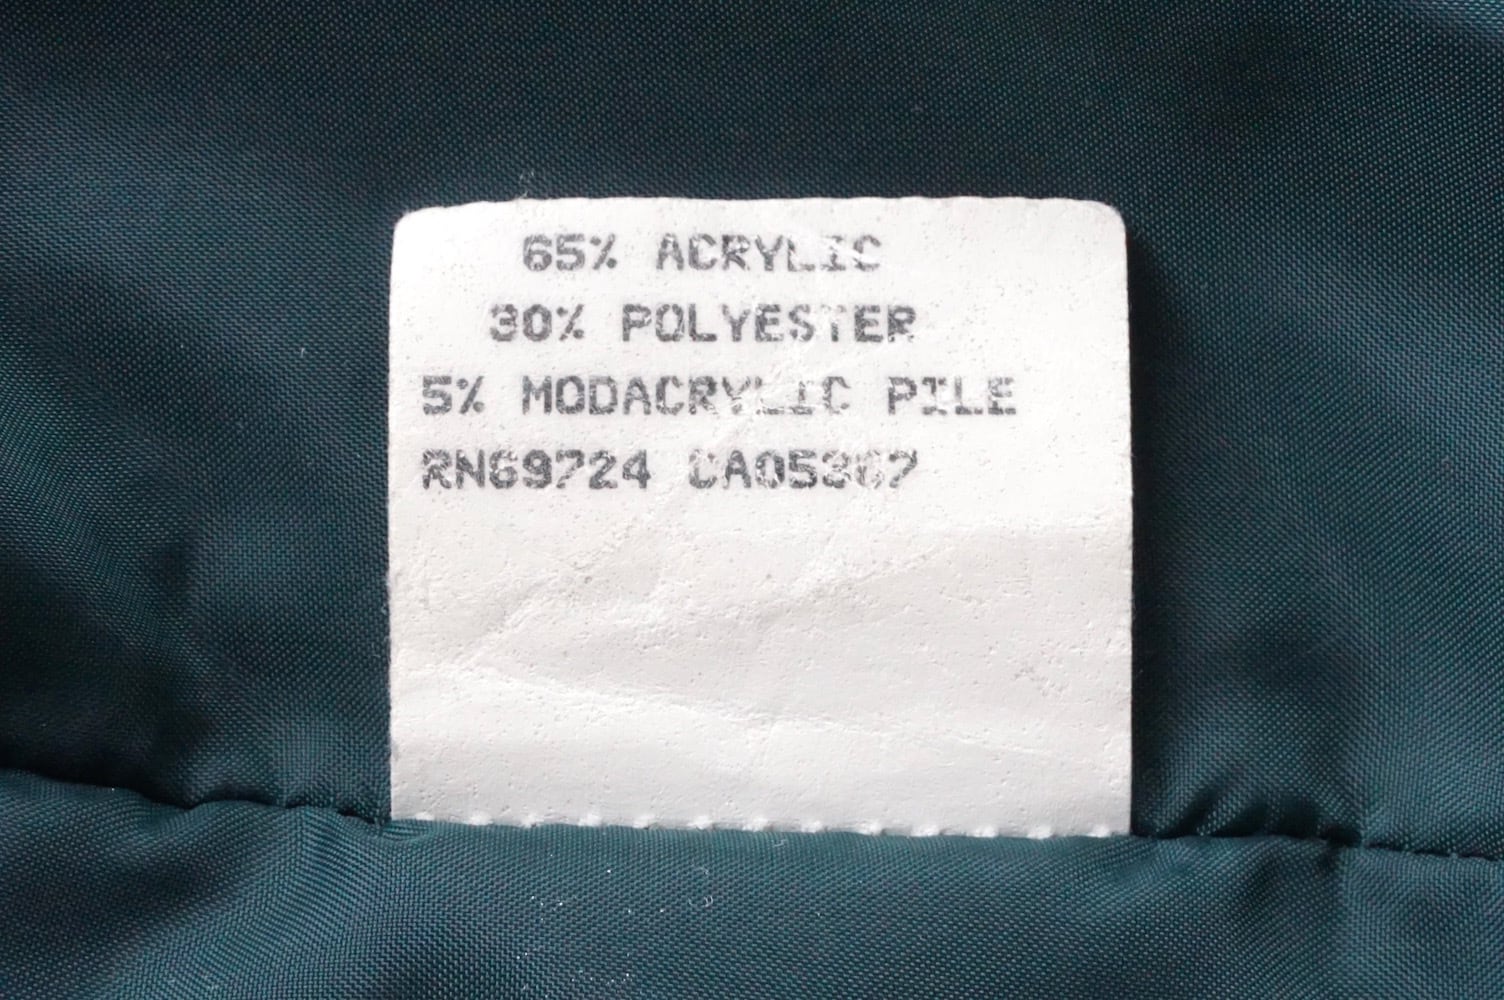 65% ACRYLIC
30% POLYESTER
5% MODACRYLIC PILE
RN69724 CA05367